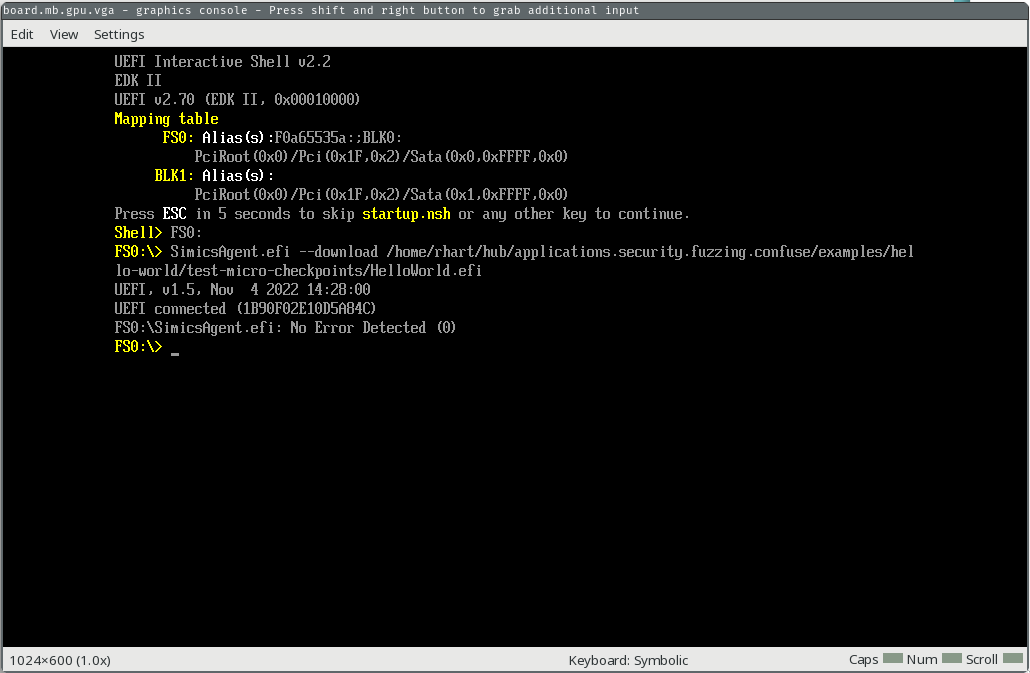 board.mb.gpu.vga - graphics console - Press shift and right button to grab additional input
Edit View Settings
UEFI Interactive Shell v2.2
EDK II
UEFI v2.70 (EDK II, 0x00010000)
Mapping table
FS0: Alias(s):F0a65535a:;BLK0:
PciRoot(0x0)/Pci(0x1F,0x2)/Sata(0x0,0xFFFF,0x0)
BLK1: Alias(s):
PciRoot(0x0)/Pci(0x1F,0x2)/Sata(0x1,0xFFFF,0x0)
Press ESC in 5 seconds to skip startup.nsh or any other key to continue.
Shell> FS0:
FS0:\> SimicsAgent.efi --download /home/rhart/hub/applications.security.fuzzing.confuse/examples/hel
lo-world/test-micro-checkpoints/HelloWorld.efi
UEFI, v1.5, Nov  4 2022 14:28:00
UEFI connected (1B90F02E10D5A84C)
FS0:\SimicsAgent.efi: No Error Detected (0)
FS0:\> _
1024×600 (1.0x) Keyboard: Symbolic Caps Num Scroll